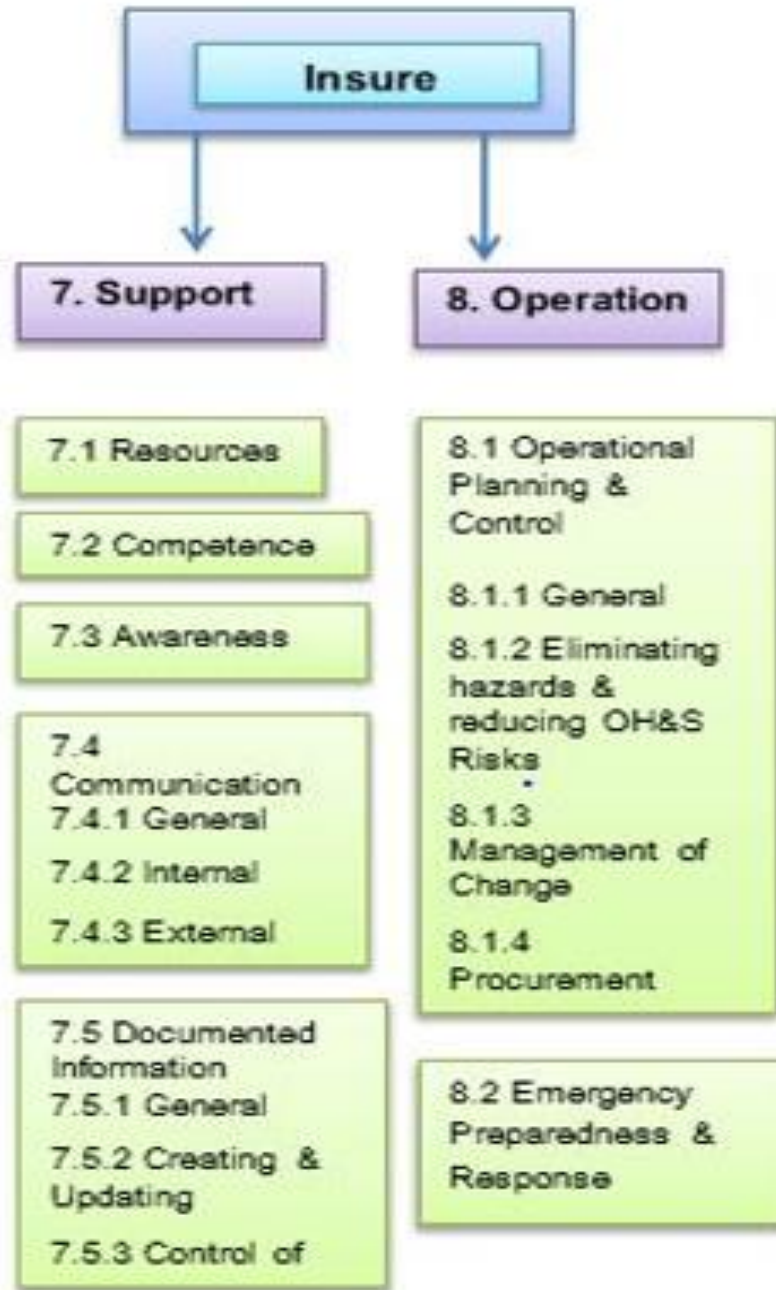 Insure
7. Support
7.1 Resources
7.2 Competence
7.3 Awareness
7.4
Communication
7.4.1 General
7.4.2 Internal
7.4.3 External
7.5 Documented
Information
7.5.1 General
7.5.2 Creating &
Updating
7.5.3 Control of
8. Operation
8.1 Operational
Planning &
Control
8.1.1 General
8.1.2 Eliminating
hazards &
reducing OH&S
Risks
8.1.3
Management of
Change
8.1.4
Procurement
8.2 Emergency
Preparedness &
Response